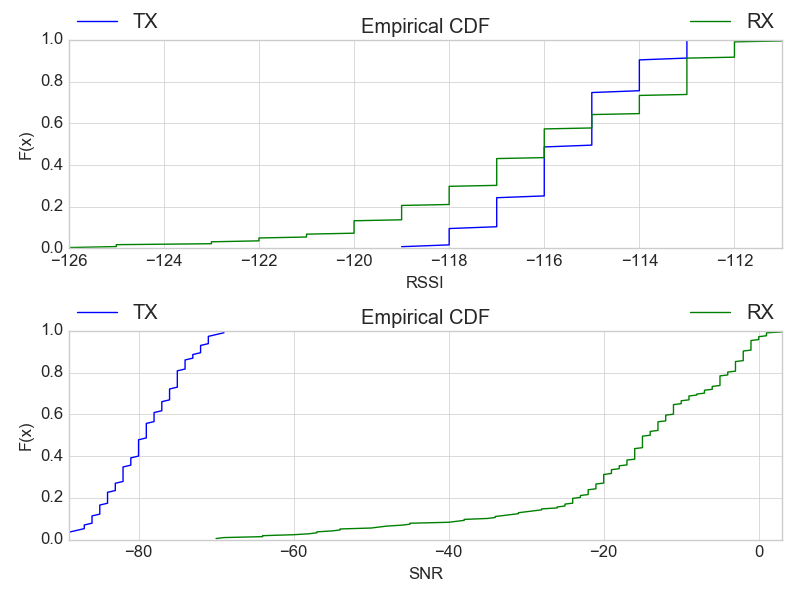 TX
Empirical CDF
RX
1.0
0.8
0.6
0.4
0.2
0.0
F(x)
−126 −124 −122 −120 −118 −116 −114 −112
RSSI
TX
Empirical CDF
RX
1.0
0.8
0.6
0.4
0.2
0.0
F(x)
−80 −60 −40 −20 0
SNR